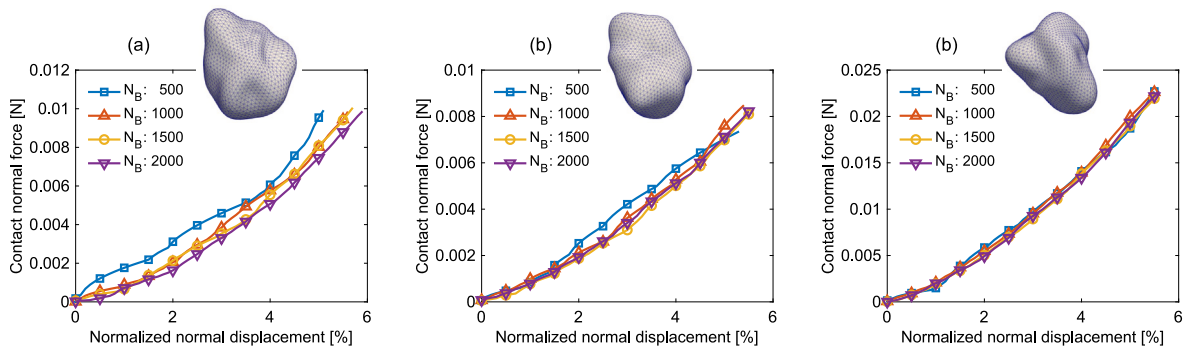 (a)
0.012
0.01
0.008
0.006
0.004
0.002
0
N_B: 500
N_B: 1000
N_B: 1500
N_B: 2000
Contact normal force [N]
0 2 4 6
Normalized normal displacement [%]
(b)
0.01
0.008
0.006
0.004
0.002
0
N_B: 500
N_B: 1000
N_B: 1500
N_B: 2000
Contact normal force [N]
0 2 4 6
Normalized normal displacement [%]
(b)
0.025
0.02
0.015
0.01
0.005
0
N_B: 500
N_B: 1000
N_B: 1500
N_B: 2000
Contact normal force [N]
0 2 4 6
Normalized normal displacement [%]